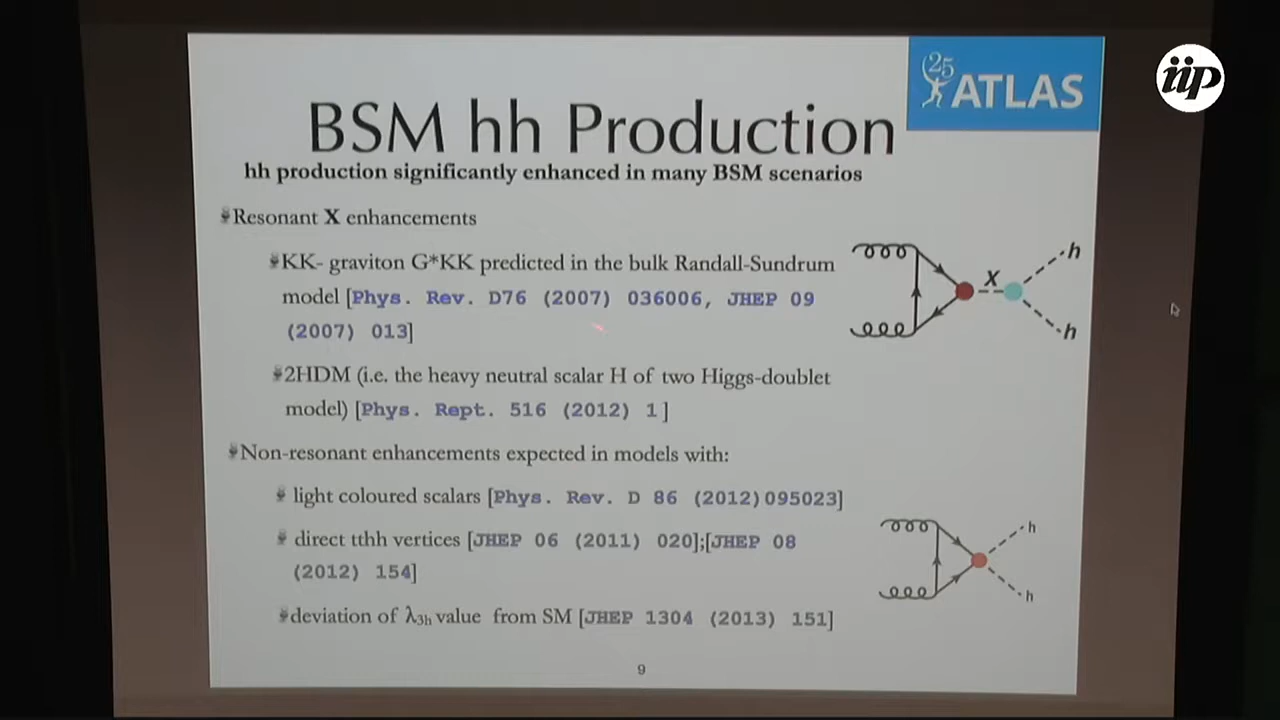 25
ATLAS
iip
BSM hh Production
hh production significantly enhanced in many BSM scenarios
Resonant X enhancements
KK- graviton G*KK predicted in the bulk Randall-Sundrum
model [Phys. Rev. D76 (2007) 036006, JHEP 09
(2007) 013]
X
h
h
2HDM (i.e. the heavy neutral scalar H of two Higgs-doublet
model) [Phys. Rept. 516 (2012) 1 ]
Non-resonant enhancements expected in models with:
light coloured scalars [Phys. Rev. D 86 (2012)095023]
direct tthh vertices [JHEP 06 (2011) 020];[JHEP 08
(2012) 154]
h
h
deviation of λ3h value from SM [JHEP 1304 (2013) 151]
9